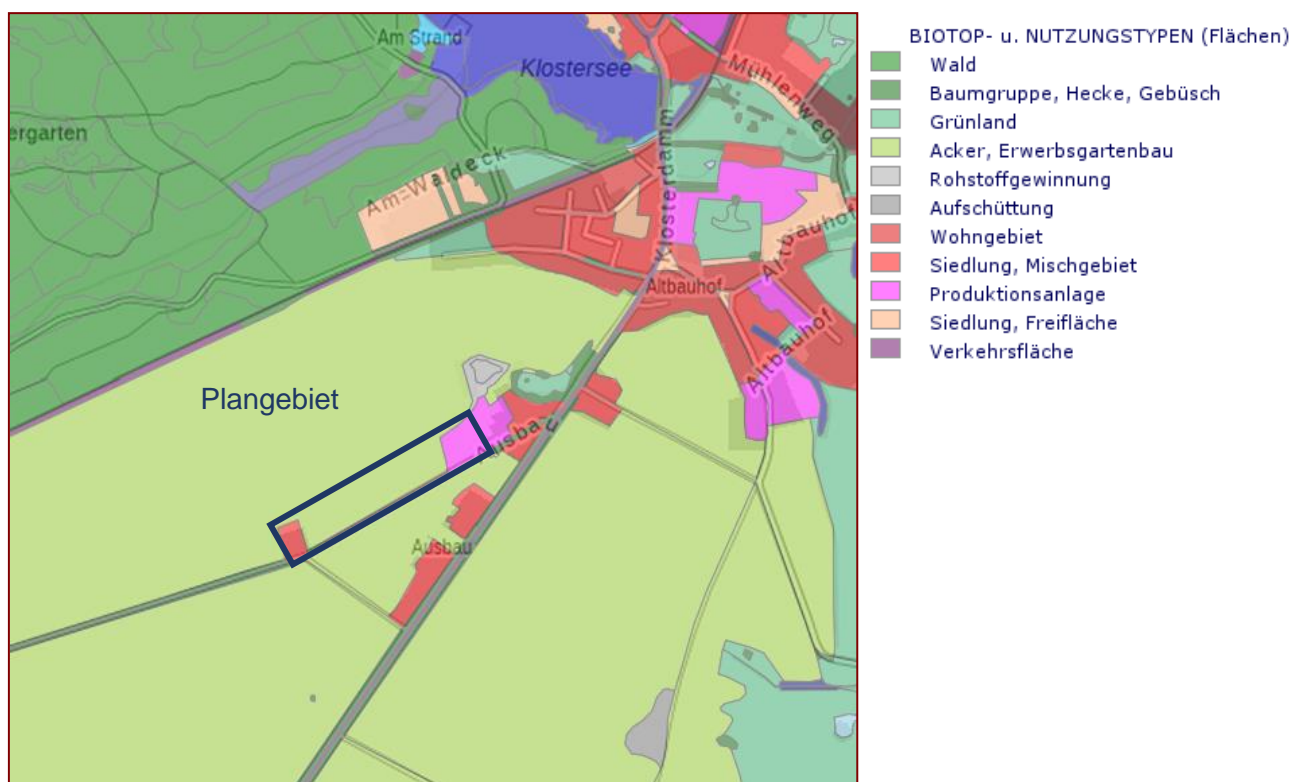 Am Strand
Klostersee
Mühlenweg
ergarten
Am-Waldeck
Klosterdamm
Altbauhof
Altbauhof
Altbauhof
Plangebiet
Ausbau
Ausbau
BIOTOP- u. NUTZUNGSTYPEN (Flächen)
Wald
Baumgruppe, Hecke, Gebüsch
Grünland
Acker, Erwerbsgartenbau
Rohstoffgewinnung
Aufschüttung
Wohngebiet
Siedlung, Mischgebiet
Produktionsanlage
Siedlung, Freifläche
Verkehrsfläche